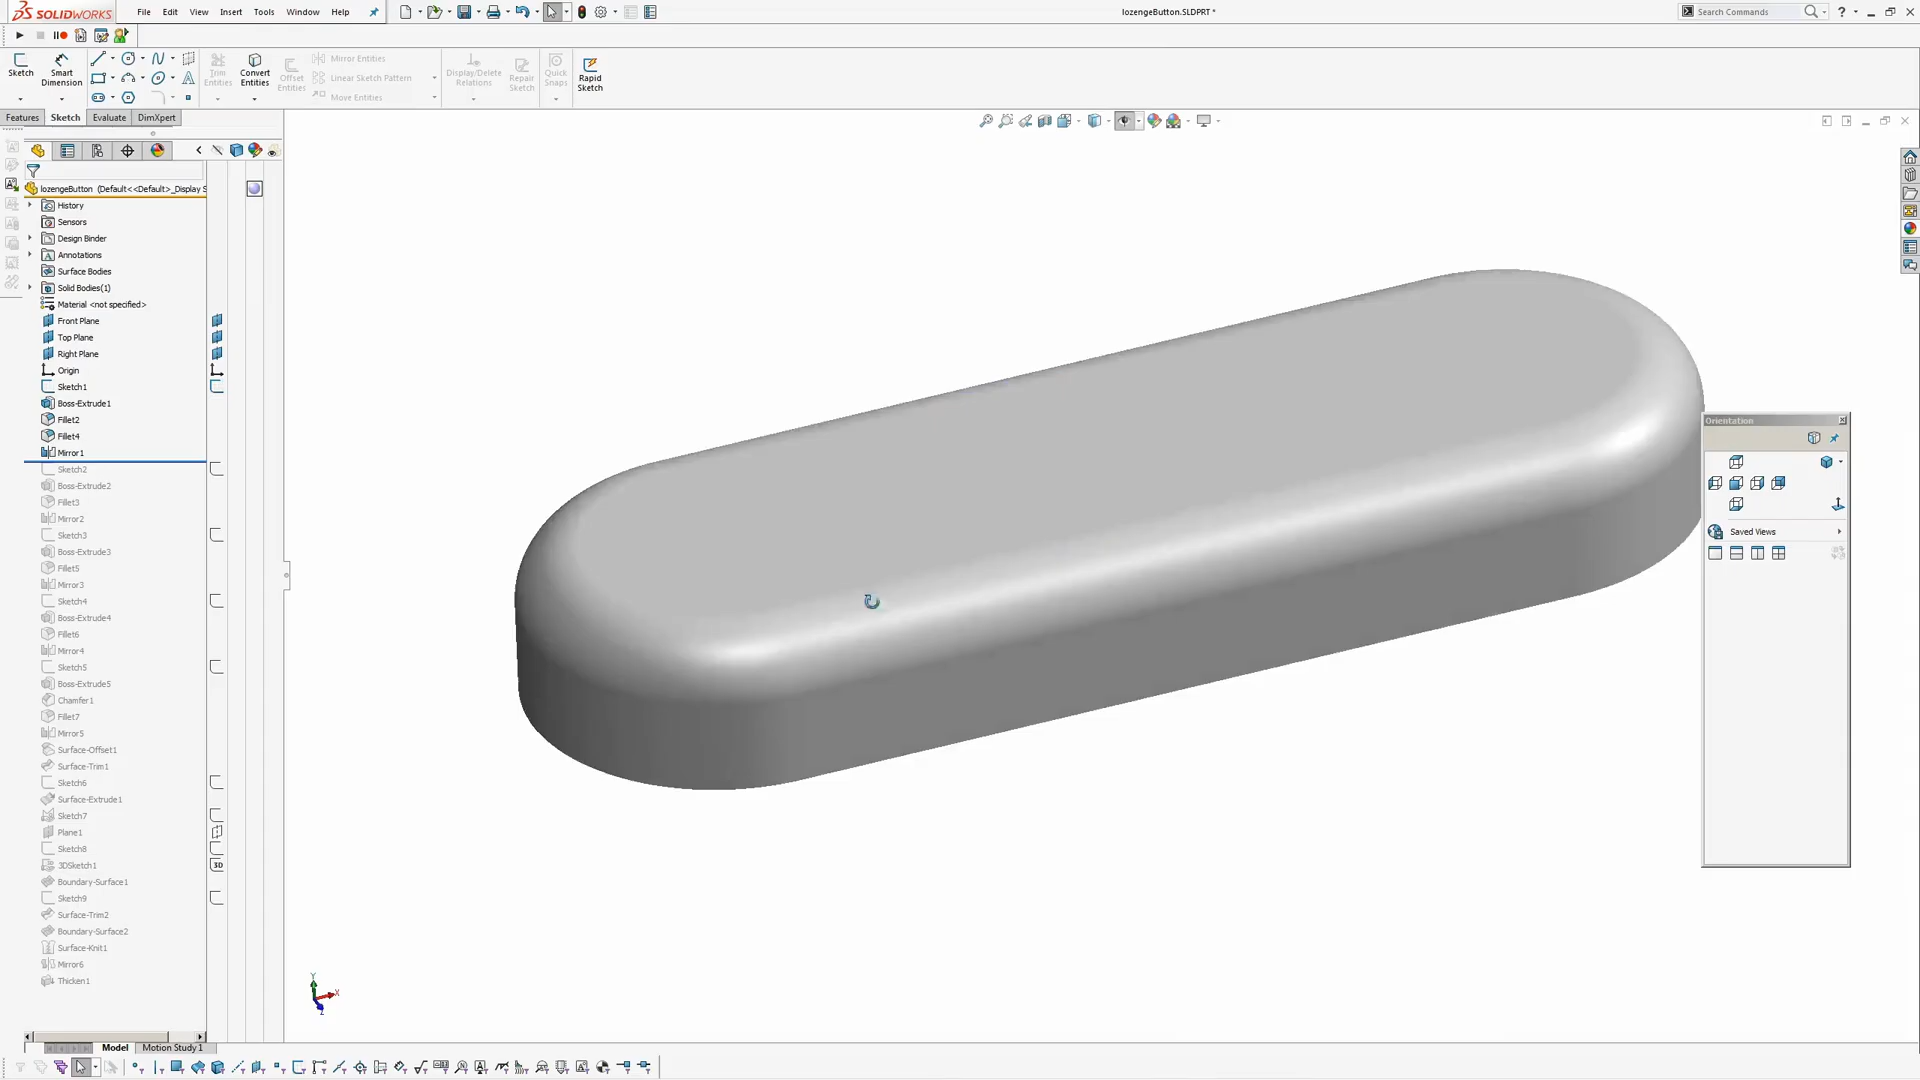 SOLIDWORKS File Edit View Insert Tools Window Help lozengeButton.SLDPRT * Search Commands
Sketch Smart Dimension Trim Entities Convert Entities Offset Entities Mirror Entities Linear Sketch Pattern Move Entities Display/Delete Relations Repair Sketch Quick Snaps Rapid Sketch
Features Sketch Evaluate DimXpert
lozengeButton (Default<<Default>_Display S
History
Sensors
Design Binder
Annotations
Surface Bodies
Solid Bodies(1)
Material <not specified>
Front Plane
Top Plane
Right Plane
Origin
Sketch1
Boss-Extrude1
Fillet2
Fillet4
Mirror1
Sketch2
Boss-Extrude2
Fillet3
Mirror2
Sketch3
Boss-Extrude3
Fillet5
Mirror3
Sketch4
Boss-Extrude4
Fillet6
Mirror4
Sketch5
Boss-Extrude5
Chamfer1
Fillet7
Mirror5
Surface-Offset1
Surface-Trim1
Sketch6
Surface-Extrude1
Sketch7
Plane1
Sketch8
3DSketch1
3D
Boundary-Surface1
Sketch9
Surface-Trim2
Boundary-Surface2
Surface-Knit1
Mirror6
Thicken1
Orientation
Saved Views
Y
X
Z
Model Motion Study 1